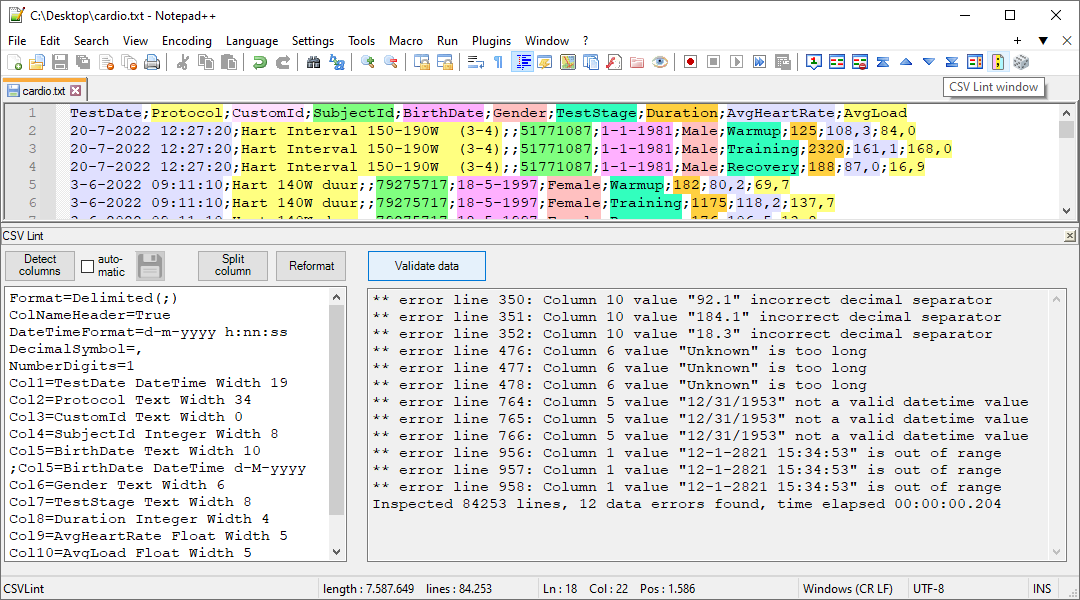 C:\Desktop\cardio.txt - Notepad++
File Edit Search View Encoding Language Settings Tools Macro Run Plugins Window ? + ▼ X
cardio.txt
CSV Lint window
1 TestDate;Protocol;CustomId;SubjectId;BirthDate;Gender;TestStage;Duration;AvgHeartRate;AvgLoad
2 20-7-2022 12:27:20;Hart Interval 150-190W (3-4);;51771087;1-1-1981;Male;Warmup;125;108,3;84,0
3 20-7-2022 12:27:20;Hart Interval 150-190W (3-4);;51771087;1-1-1981;Male;Training;2320;161,1;168,0
4 20-7-2022 12:27:20;Hart Interval 150-190W (3-4);;51771087;1-1-1981;Male;Recovery;188;87,0;16,9
5 3-6-2022 09:11:10;Hart 140W duur;;79275717;18-5-1997;Female;Warmup;182;80,2;69,7
6 3-6-2022 09:11:10;Hart 140W duur;;79275717;18-5-1997;Female;Training;1175;118,2;137,7
CSV Lint
Detect columns
auto-matic
Split column
Reformat
Validate data
Format=Delimited(;)
ColNameHeader=True
DateTimeFormat=d-m-yyyy h:nn:ss
DecimalSymbol=,
NumberDigits=1
Col1=TestDate DateTime Width 19
Col2=Protocol Text Width 34
Col3=CustomId Text Width 0
Col4=SubjectId Integer Width 8
Col5=BirthDate Text Width 10
;Col5=BirthDate DateTime d-M-yyyy
Col6=Gender Text Width 6
Col7=TestStage Text Width 8
Col8=Duration Integer Width 4
Col9=AvgHeartRate Float Width 5
Col10=AvgLoad Float Width 5
** error line 350: Column 10 value "92.1" incorrect decimal separator
** error line 351: Column 10 value "184.1" incorrect decimal separator
** error line 352: Column 10 value "18.3" incorrect decimal separator
** error line 476: Column 6 value "Unknown" is too long
** error line 477: Column 6 value "Unknown" is too long
** error line 478: Column 6 value "Unknown" is too long
** error line 764: Column 5 value "12/31/1953" not a valid datetime value
** error line 765: Column 5 value "12/31/1953" not a valid datetime value
** error line 766: Column 5 value "12/31/1953" not a valid datetime value
** error line 956: Column 1 value "12-1-2821 15:34:53" is out of range
** error line 957: Column 1 value "12-1-2821 15:34:53" is out of range
** error line 958: Column 1 value "12-1-2821 15:34:53" is out of range
Inspected 84253 lines, 12 data errors found, time elapsed 00:00:00.204
CSVLint length : 7.587.649 lines : 84.253 Ln : 18 Col : 22 Pos : 1.586 Windows (CR LF) UTF-8 INS